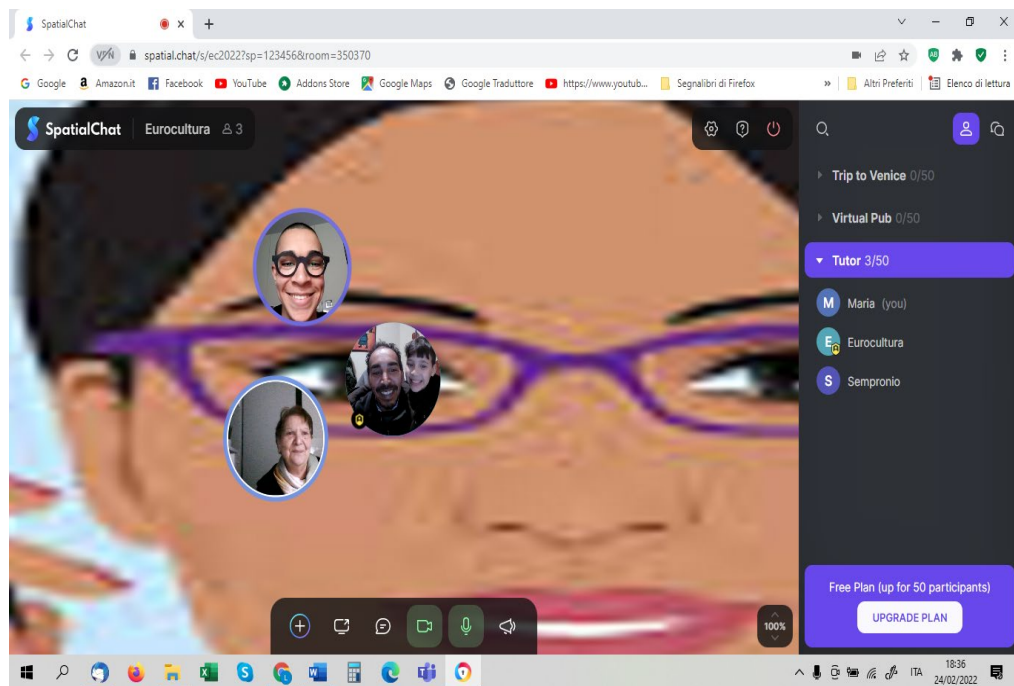 SpatialChat
spatial.chat/s/ec2022?sp=123456&room=350370
VPN
Google Amazon.it Facebook YouTube Addons Store Google Maps Google Traduttore https://www.youtub... Segnalibri di Firefox » Altri Preferiti Elenco di lettura
SpatialChat Eurocultura 3
Trip to Venice 0/50
Virtual Pub 0/50
Tutor 3/50
M Maria (you)
E Eurocultura
S Sempronio
Free Plan (up for 50 participants)
UPGRADE PLAN
100%
ITA
18:36
24/02/2022